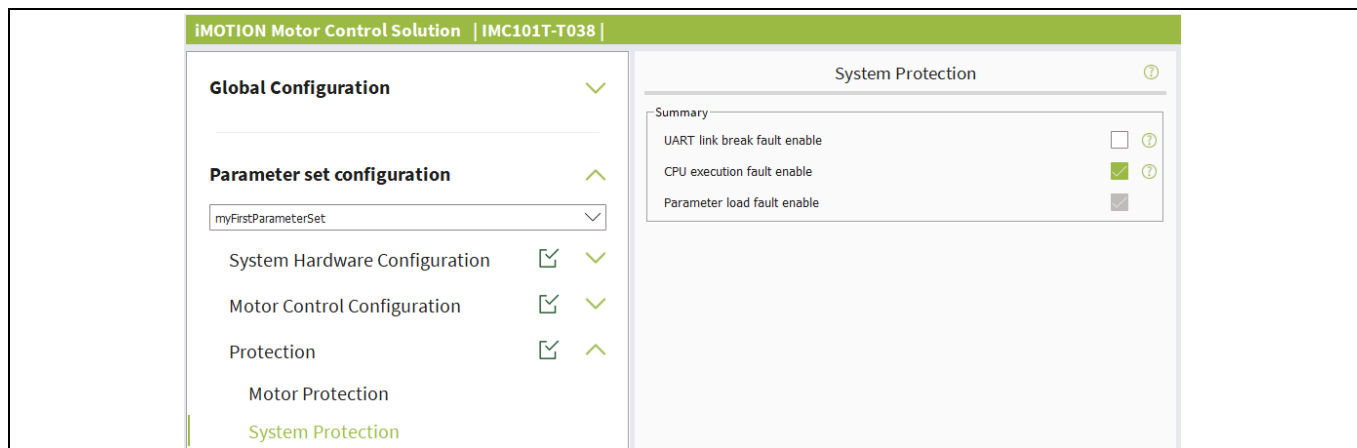 iMOTION Motor Control Solution | IMC101T-T038 |
Global Configuration
Parameter set configuration
myFirstParameterSet
System Hardware Configuration
Motor Control Configuration
Protection
Motor Protection
System Protection
System Protection
?
Summary
UART link break fault enable
?
CPU execution fault enable
?
Parameter load fault enable